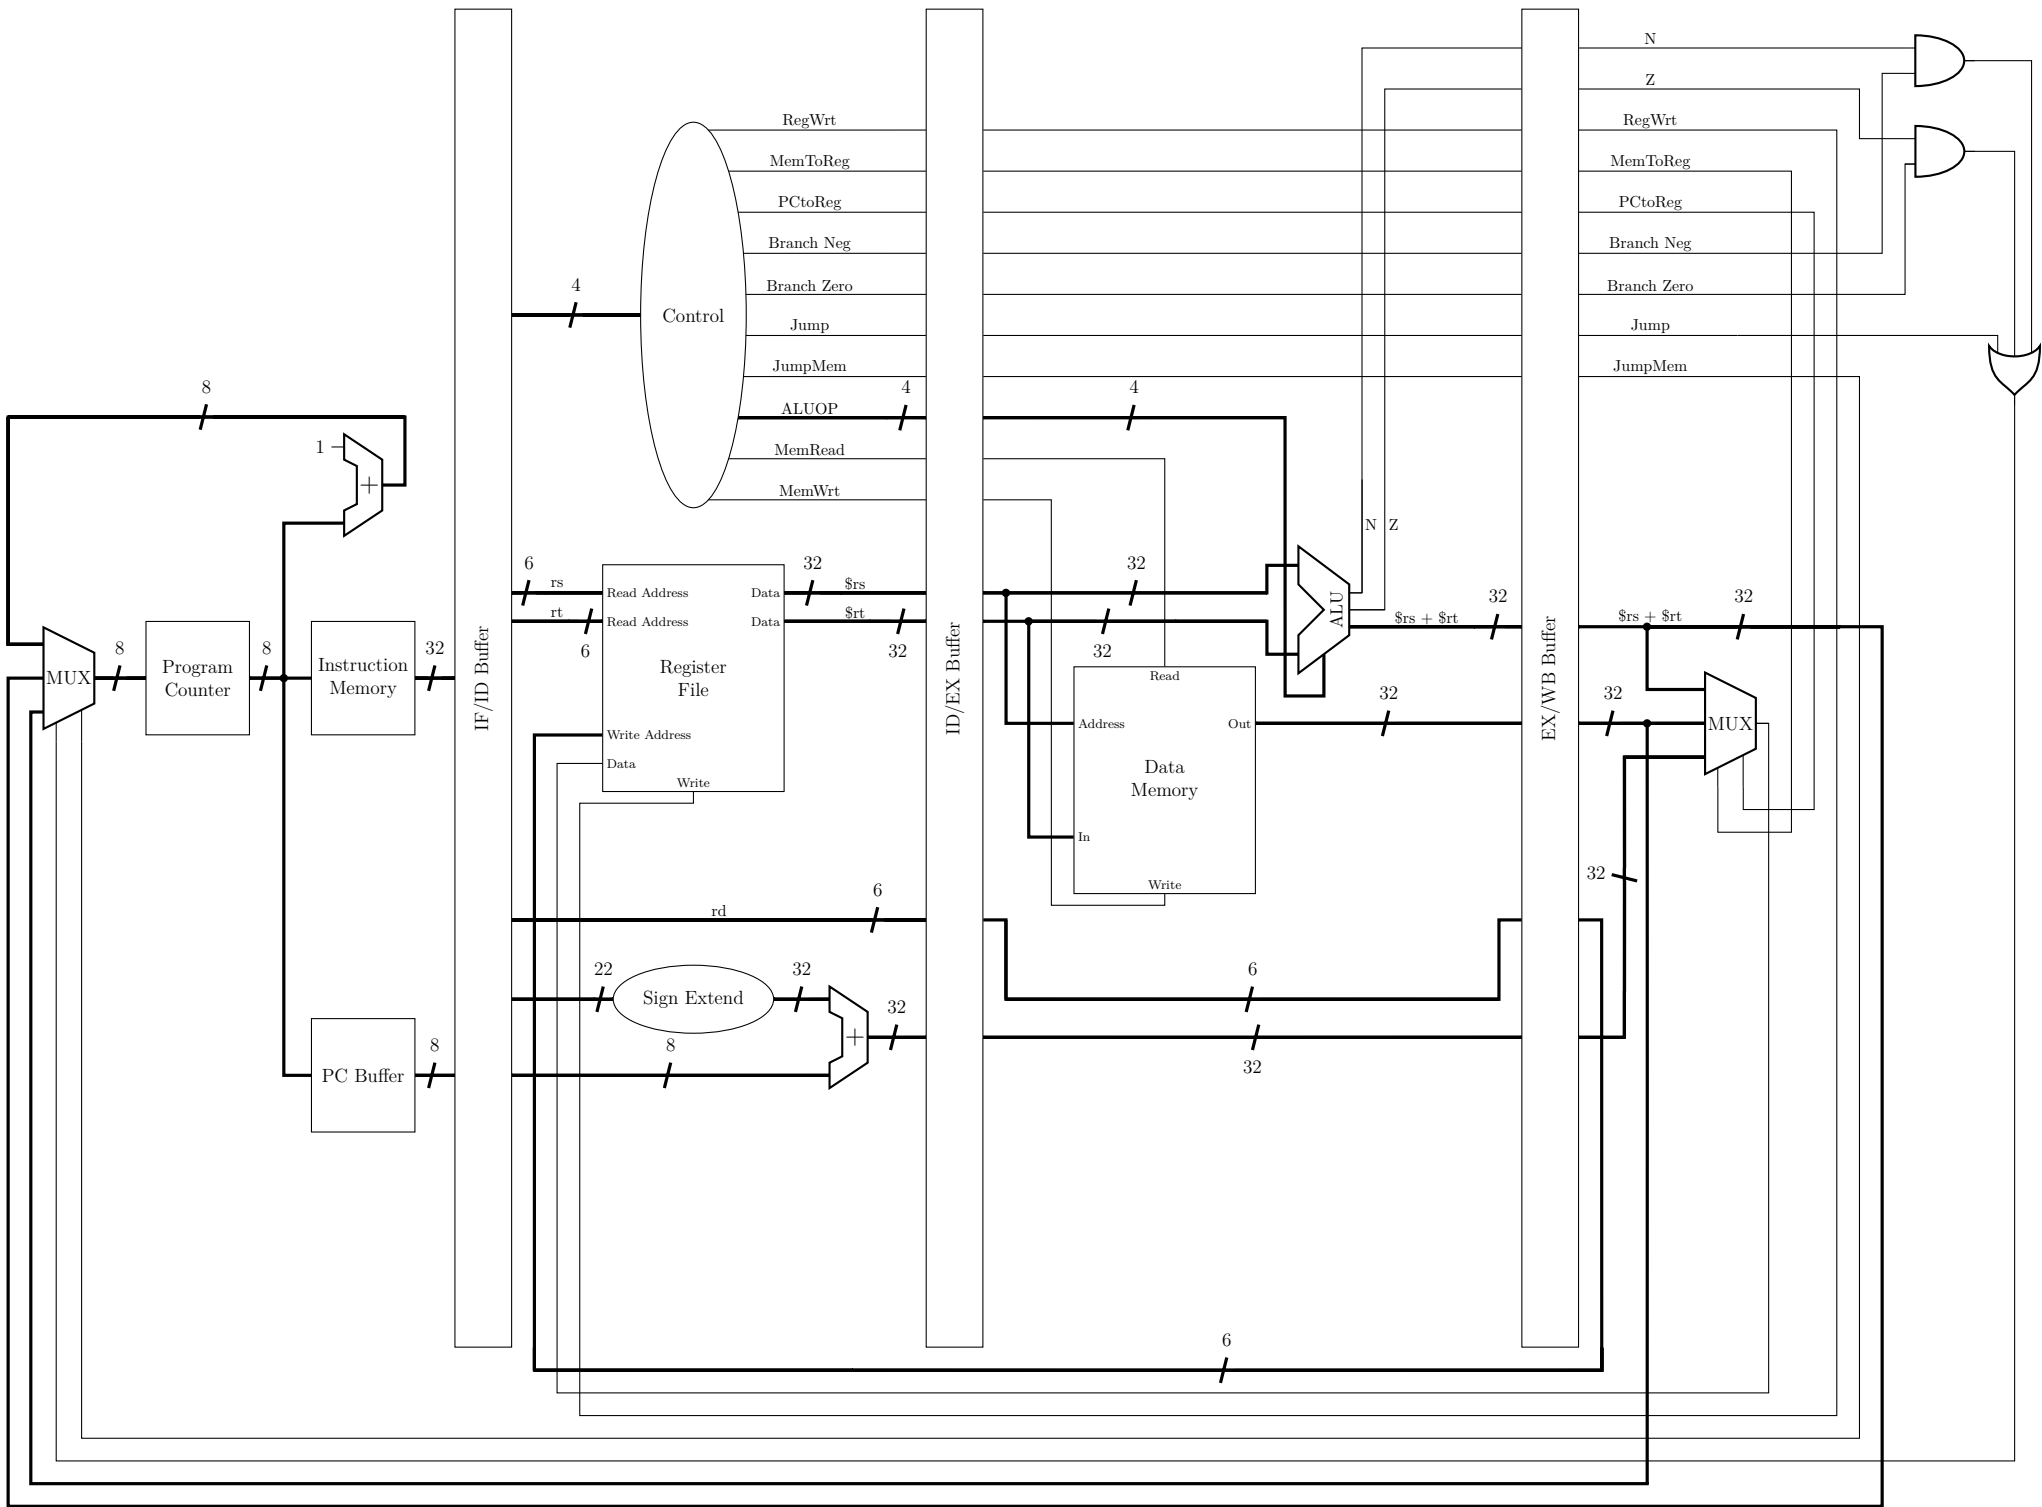 N
Z
RegWrt
RegWrt
MemToReg
MemToReg
PCtoReg
PCtoReg
Branch Neg
Branch Neg
4
Branch Zero
Branch Zero
Control
Jump
Jump
JumpMem
JumpMem
8
4
4
ALUOP
1
+
MemRead
MemWrt
N
Z
6
rs
32
$rs
32
Read Address
Data
rt
$rt
Read Address
Data
6
32
32
ALU
$rs + $rt
32
$rs + $rt
32
MUX
8
Program
Counter
8
Instruction
Memory
32
IF/ID Buffer
Register
File
ID/EX Buffer
EX/WB Buffer
Read
32
32
Address
Out
MUX
Write Address
Data
Write
Data
Memory
In
Write
32
rd
6
22
Sign Extend
32
+
32
6
32
PC Buffer
8
8
6